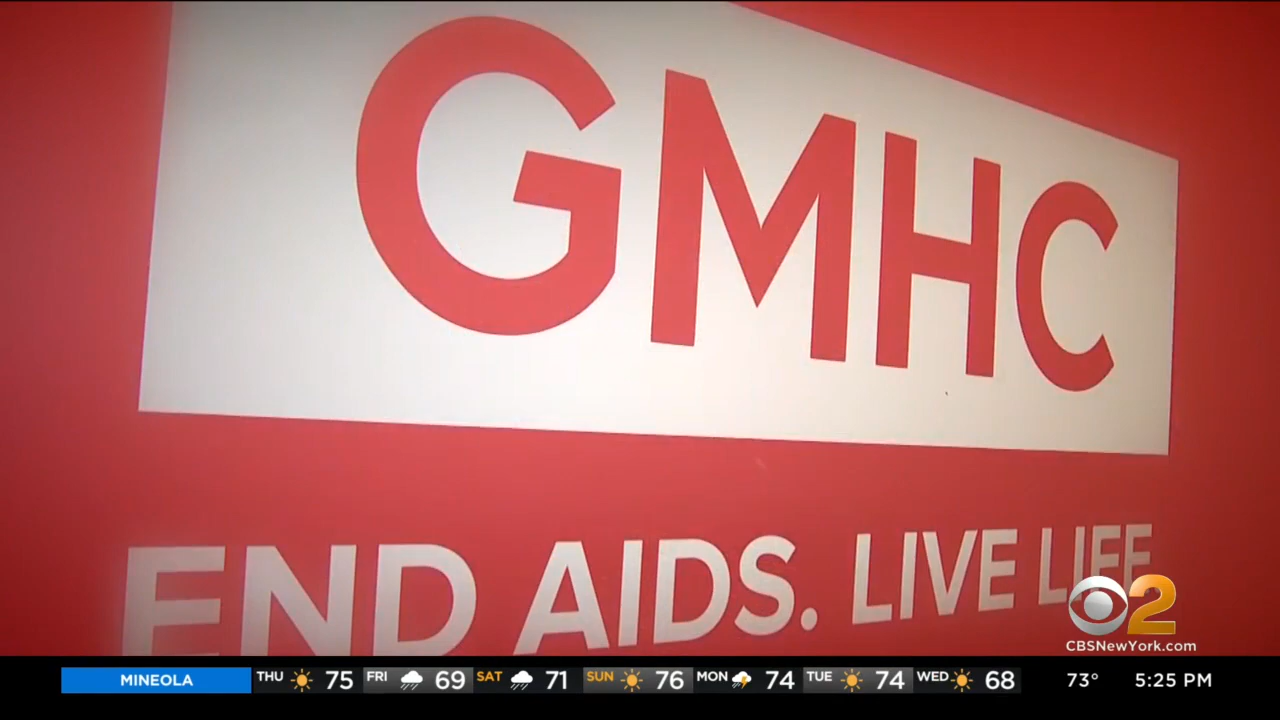 GMHC
END AIDS. LIVE LIFE
2
CBSNewYork.com
MINEOLA THU 75 FRI 69 SAT 71 SUN 76 MON 74 TUE 74 WED 68 73° 5:25 PM